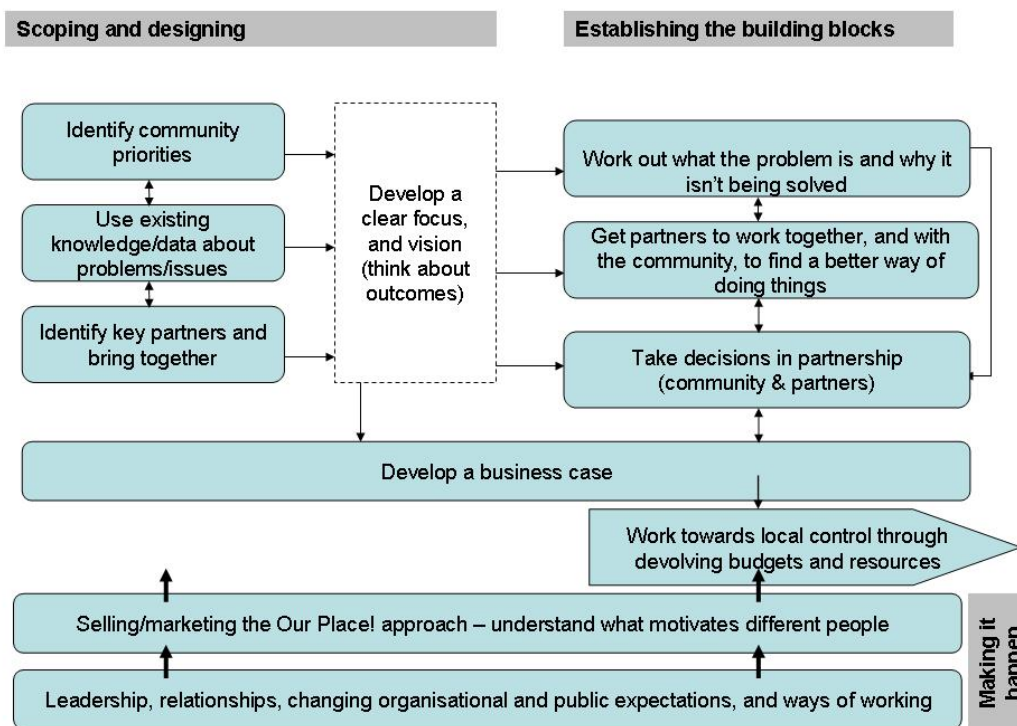 Scoping and designing
Establishing the building blocks
Identify community
priorities
Use existing
knowledge/data about
problems/issues
Identify key partners and
bring together
Develop a
clear focus,
and vision
(think about
outcomes)
Work out what the problem is and why it
isn't being solved
Get partners to work together, and with
the community, to find a better way of
doing things
Take decisions in partnership
(community & partners)
Develop a business case
Work towards local control through
devolving budgets and resources
Selling/marketing the Our Place! approach – understand what motivates different people
Leadership, relationships, changing organisational and public expectations, and ways of working
Making it
happen